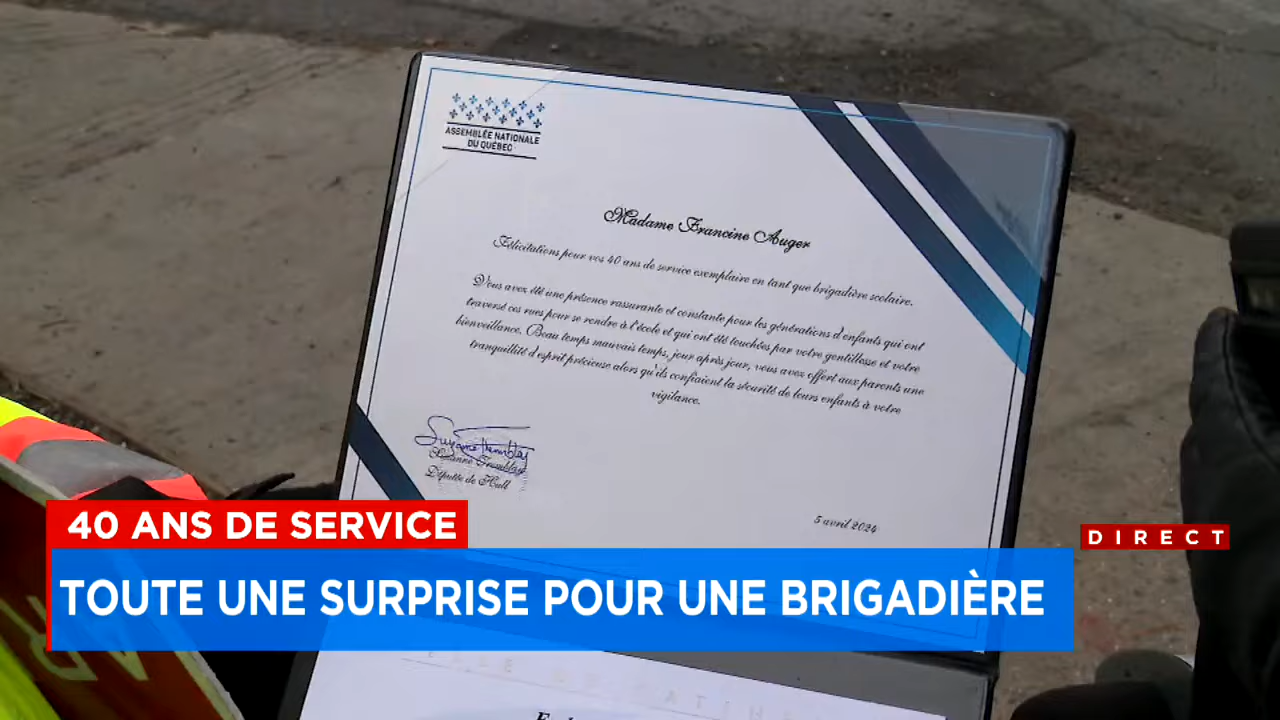 ASSEMBLÉE NATIONALE
DU QUÉBEC
Madame Francine Auger
Félicitations pour vos 40 ans de service exemplaire en tant que brigadière scolaire.
Vous avez été une présence rassurante et constante pour les générations d'enfants qui ont
traversé ces rues pour se rendre à l'école et qui ont été touchées par votre gentillesse et votre
bienveillance. Beau temps mauvais temps, jour après jour, vous avez offert aux parents une
tranquillité d'esprit précieuse alors qu'ils confiaient la sécurité de leurs enfants à votre
vigilance.
Suzanne Tremblay
Suzanne Tremblay
Députée de Hull
5 avril 2024
40 ANS DE SERVICE
DIRECT
TOUTE UNE SURPRISE POUR UNE BRIGADIÈRE